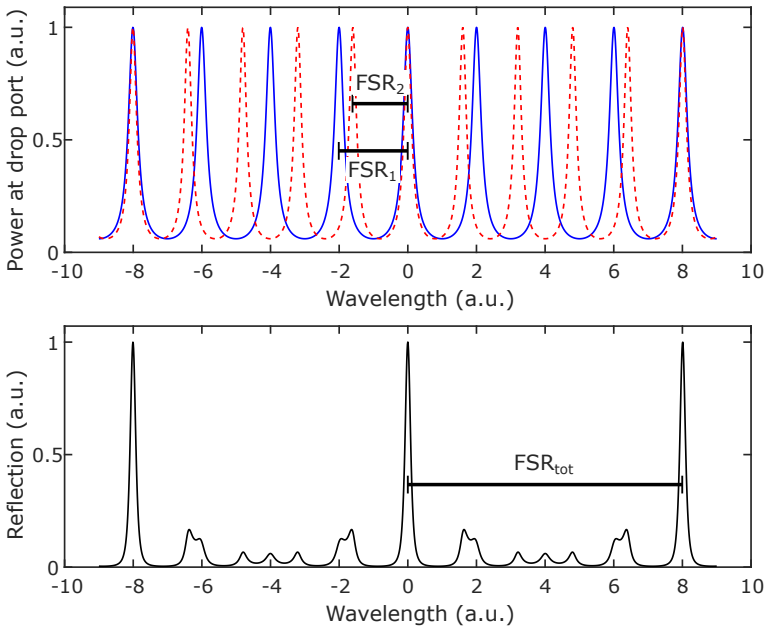 Power at drop port (a.u.)
1
0.5
0
FSR₂
FSR₁
-10 -8 -6 -4 -2 0 2 4 6 8 10
Wavelength (a.u.)
Reflection (a.u.)
1
0.5
0
FSRₜₒₜ
-10 -8 -6 -4 -2 0 2 4 6 8 10
Wavelength (a.u.)